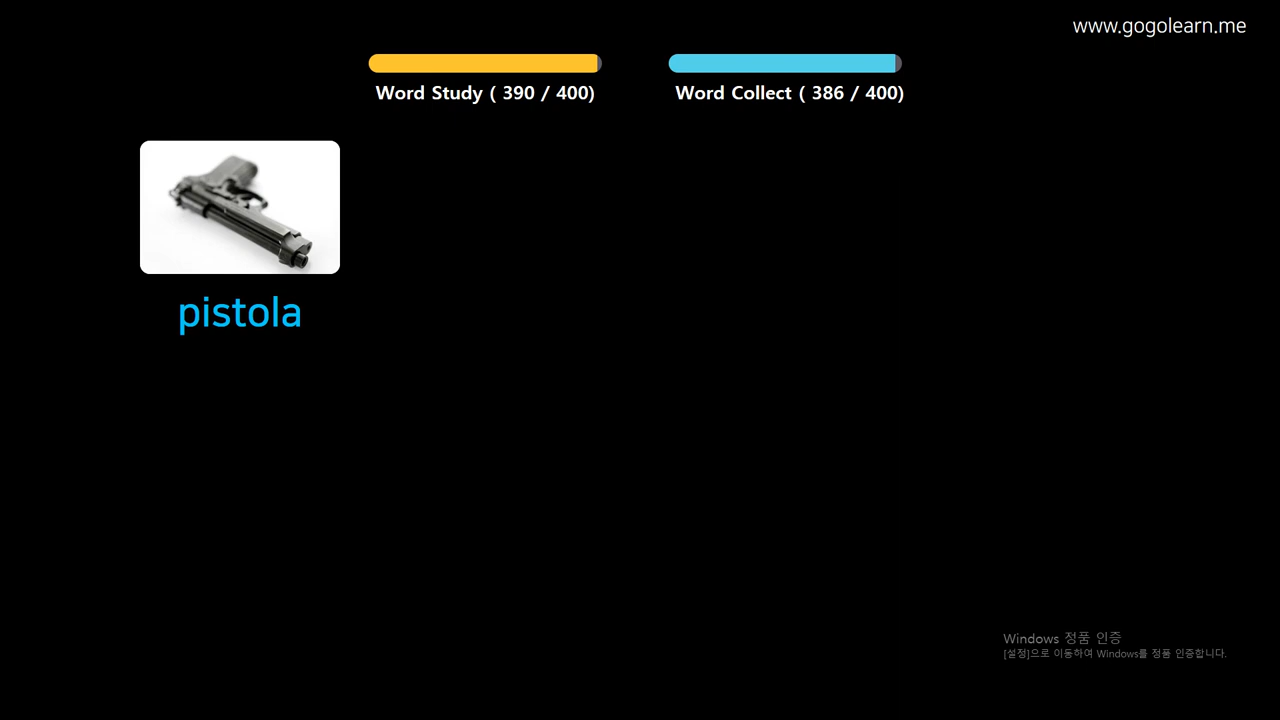 www.gogolearn.me
Word Study ( 390 / 400)
Word Collect ( 386 / 400)
pistola
Windows 정품 인증
[설정]으로 이동하여 Windows를 정품 인증합니다.